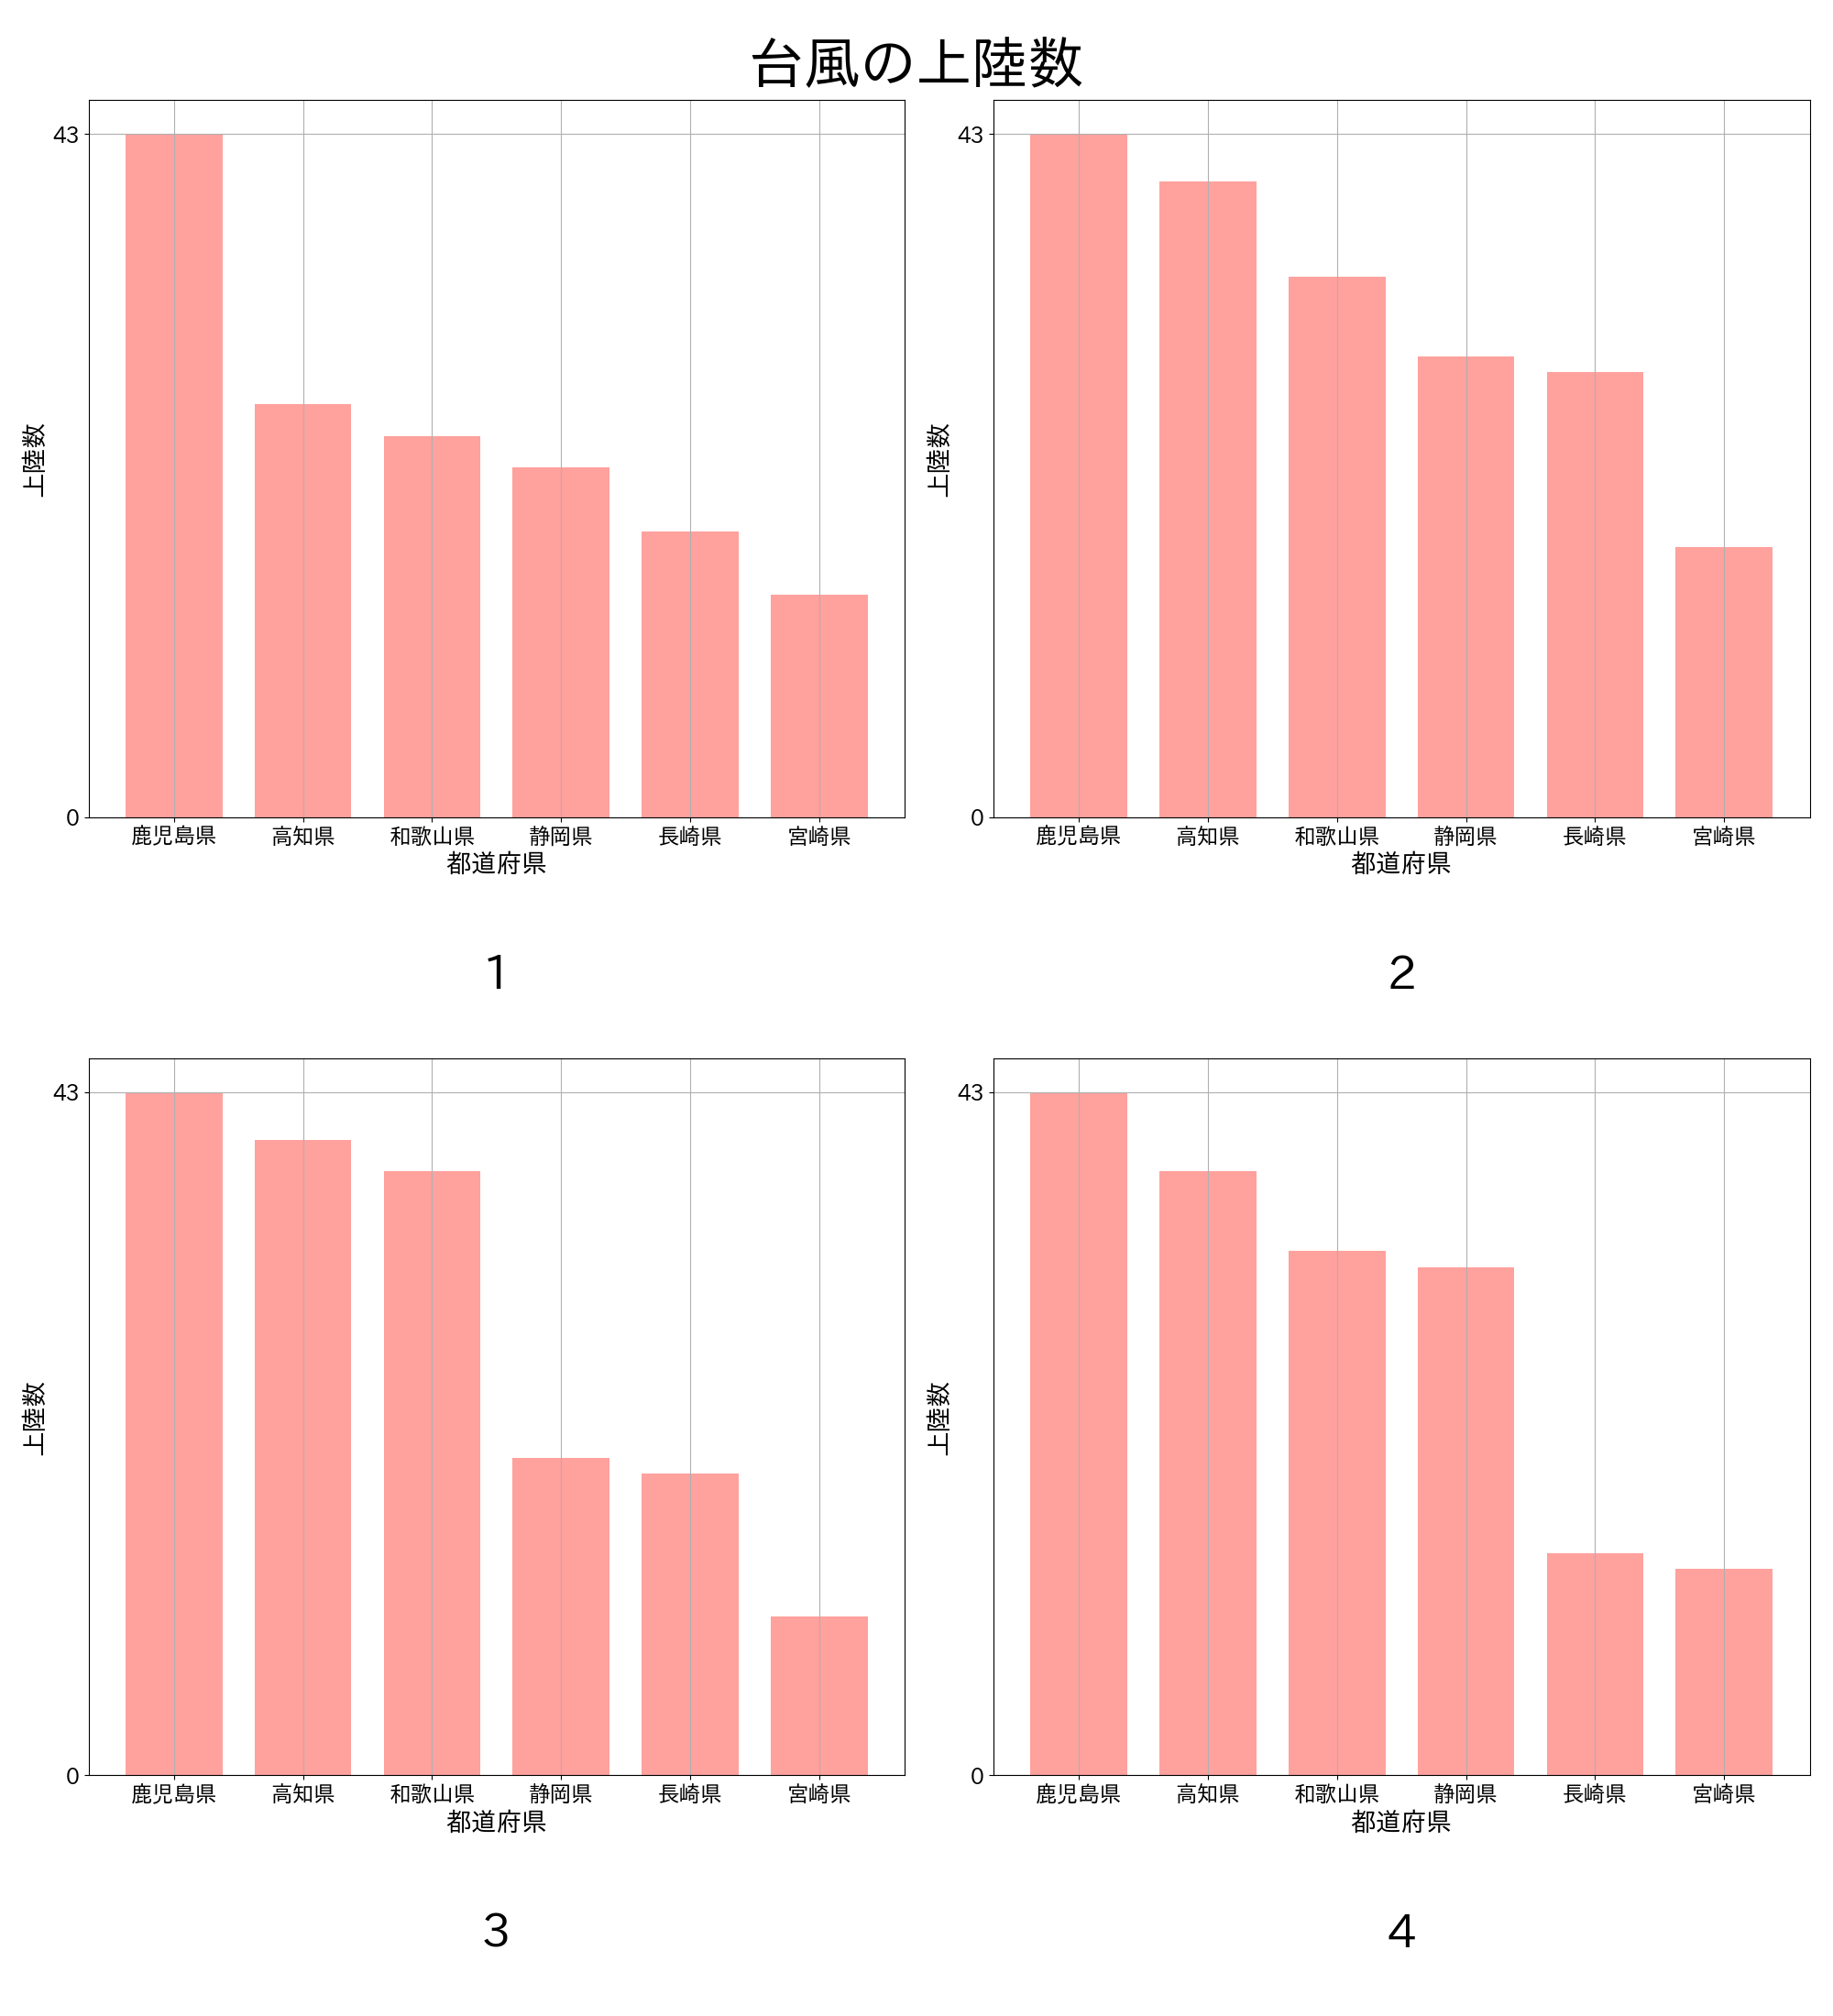 台風の上陸数
43
0
上陸数
鹿児島県 高知県 和歌山県 静岡県 長崎県 宮崎県
都道府県
1
43
0
上陸数
鹿児島県 高知県 和歌山県 静岡県 長崎県 宮崎県
都道府県
2
43
0
上陸数
鹿児島県 高知県 和歌山県 静岡県 長崎県 宮崎県
都道府県
3
43
0
上陸数
鹿児島県 高知県 和歌山県 静岡県 長崎県 宮崎県
都道府県
4